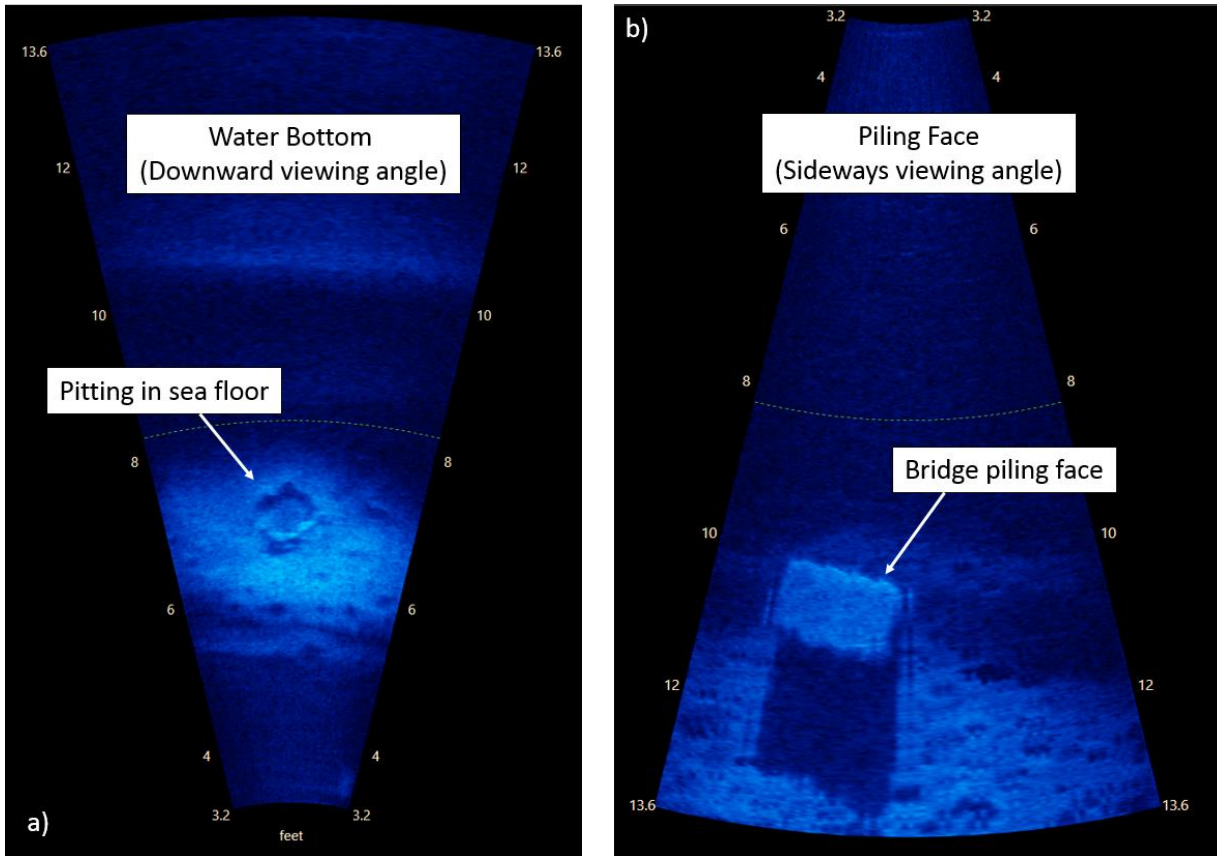 13.6 13.6
Water Bottom
(Downward viewing angle)
12 12
10 10
Pitting in sea floor
8 8
6 6
4 4
3.2 3.2
feet
a)
b)
3.2 3.2
4 4
Piling Face
(Sideways viewing angle)
6 6
8 8
Bridge piling face
10 10
12 12
13.6 13.6